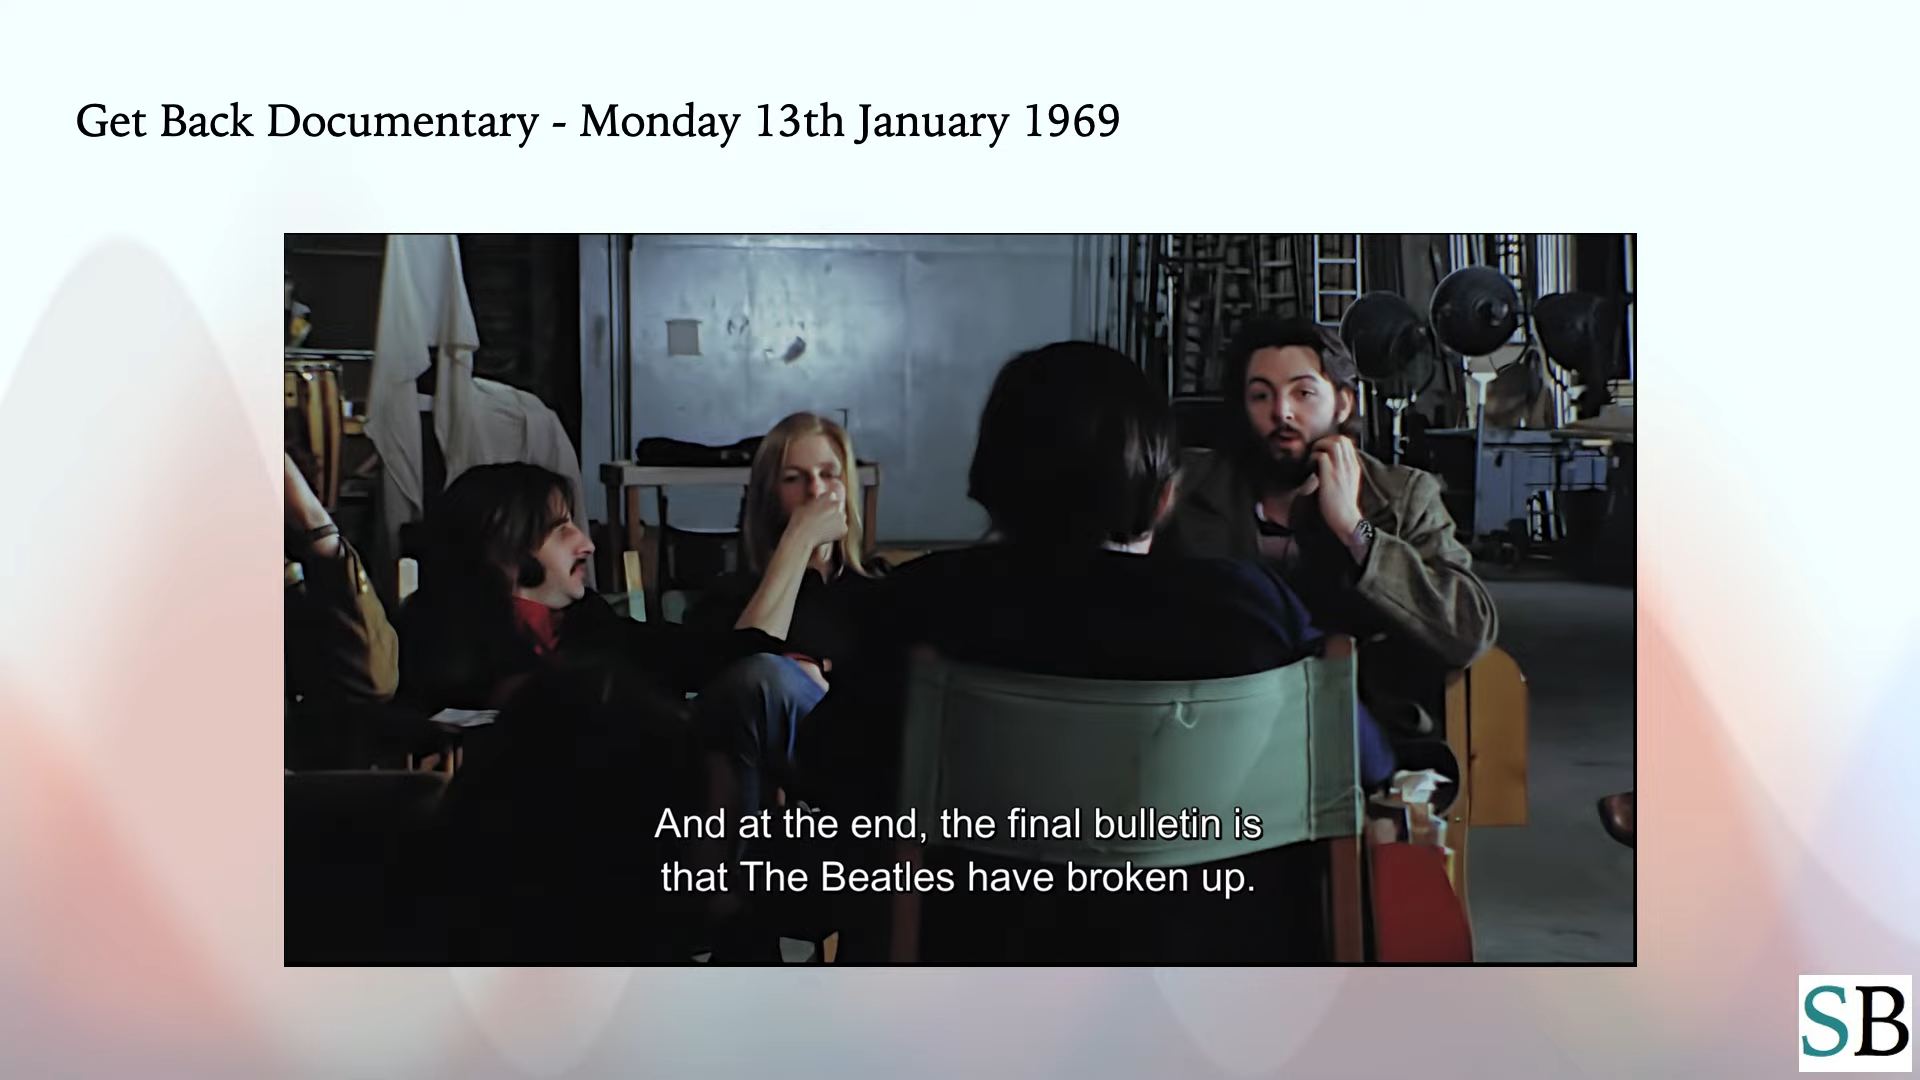 Get Back Documentary - Monday 13th January 1969
And at the end, the final bulletin is
that The Beatles have broken up.
SB